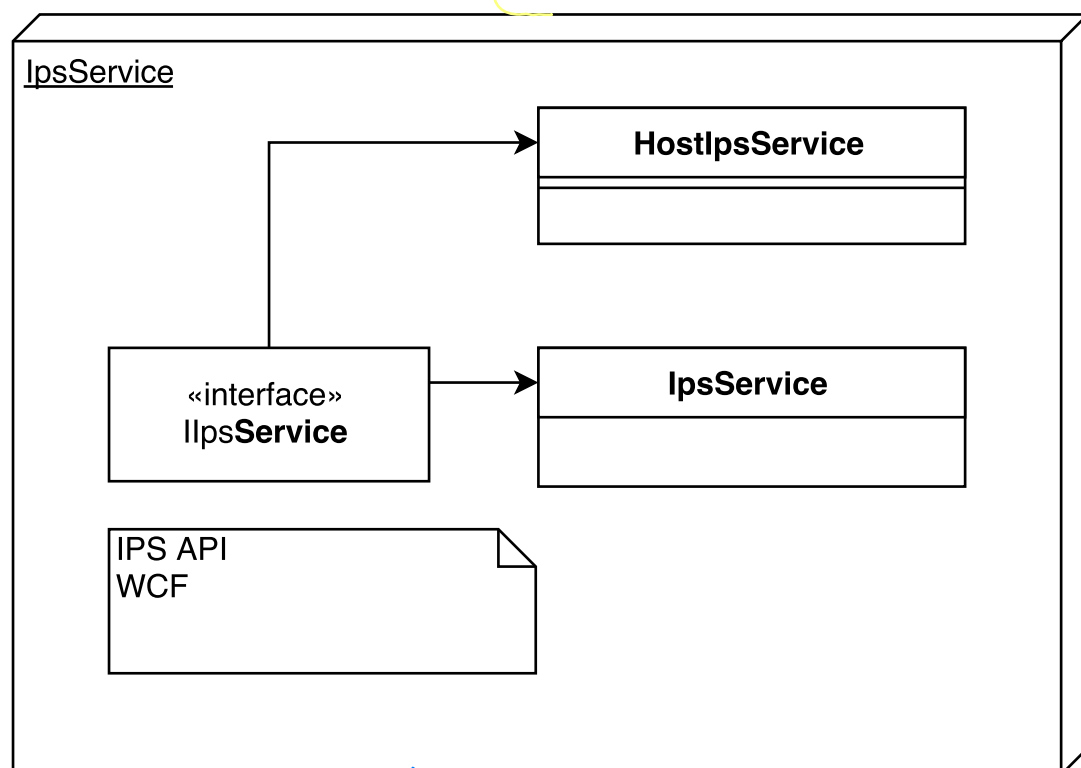 IpsService
HostIpsService
«interface»
IIpsService
IpsService
IPS API
WCF